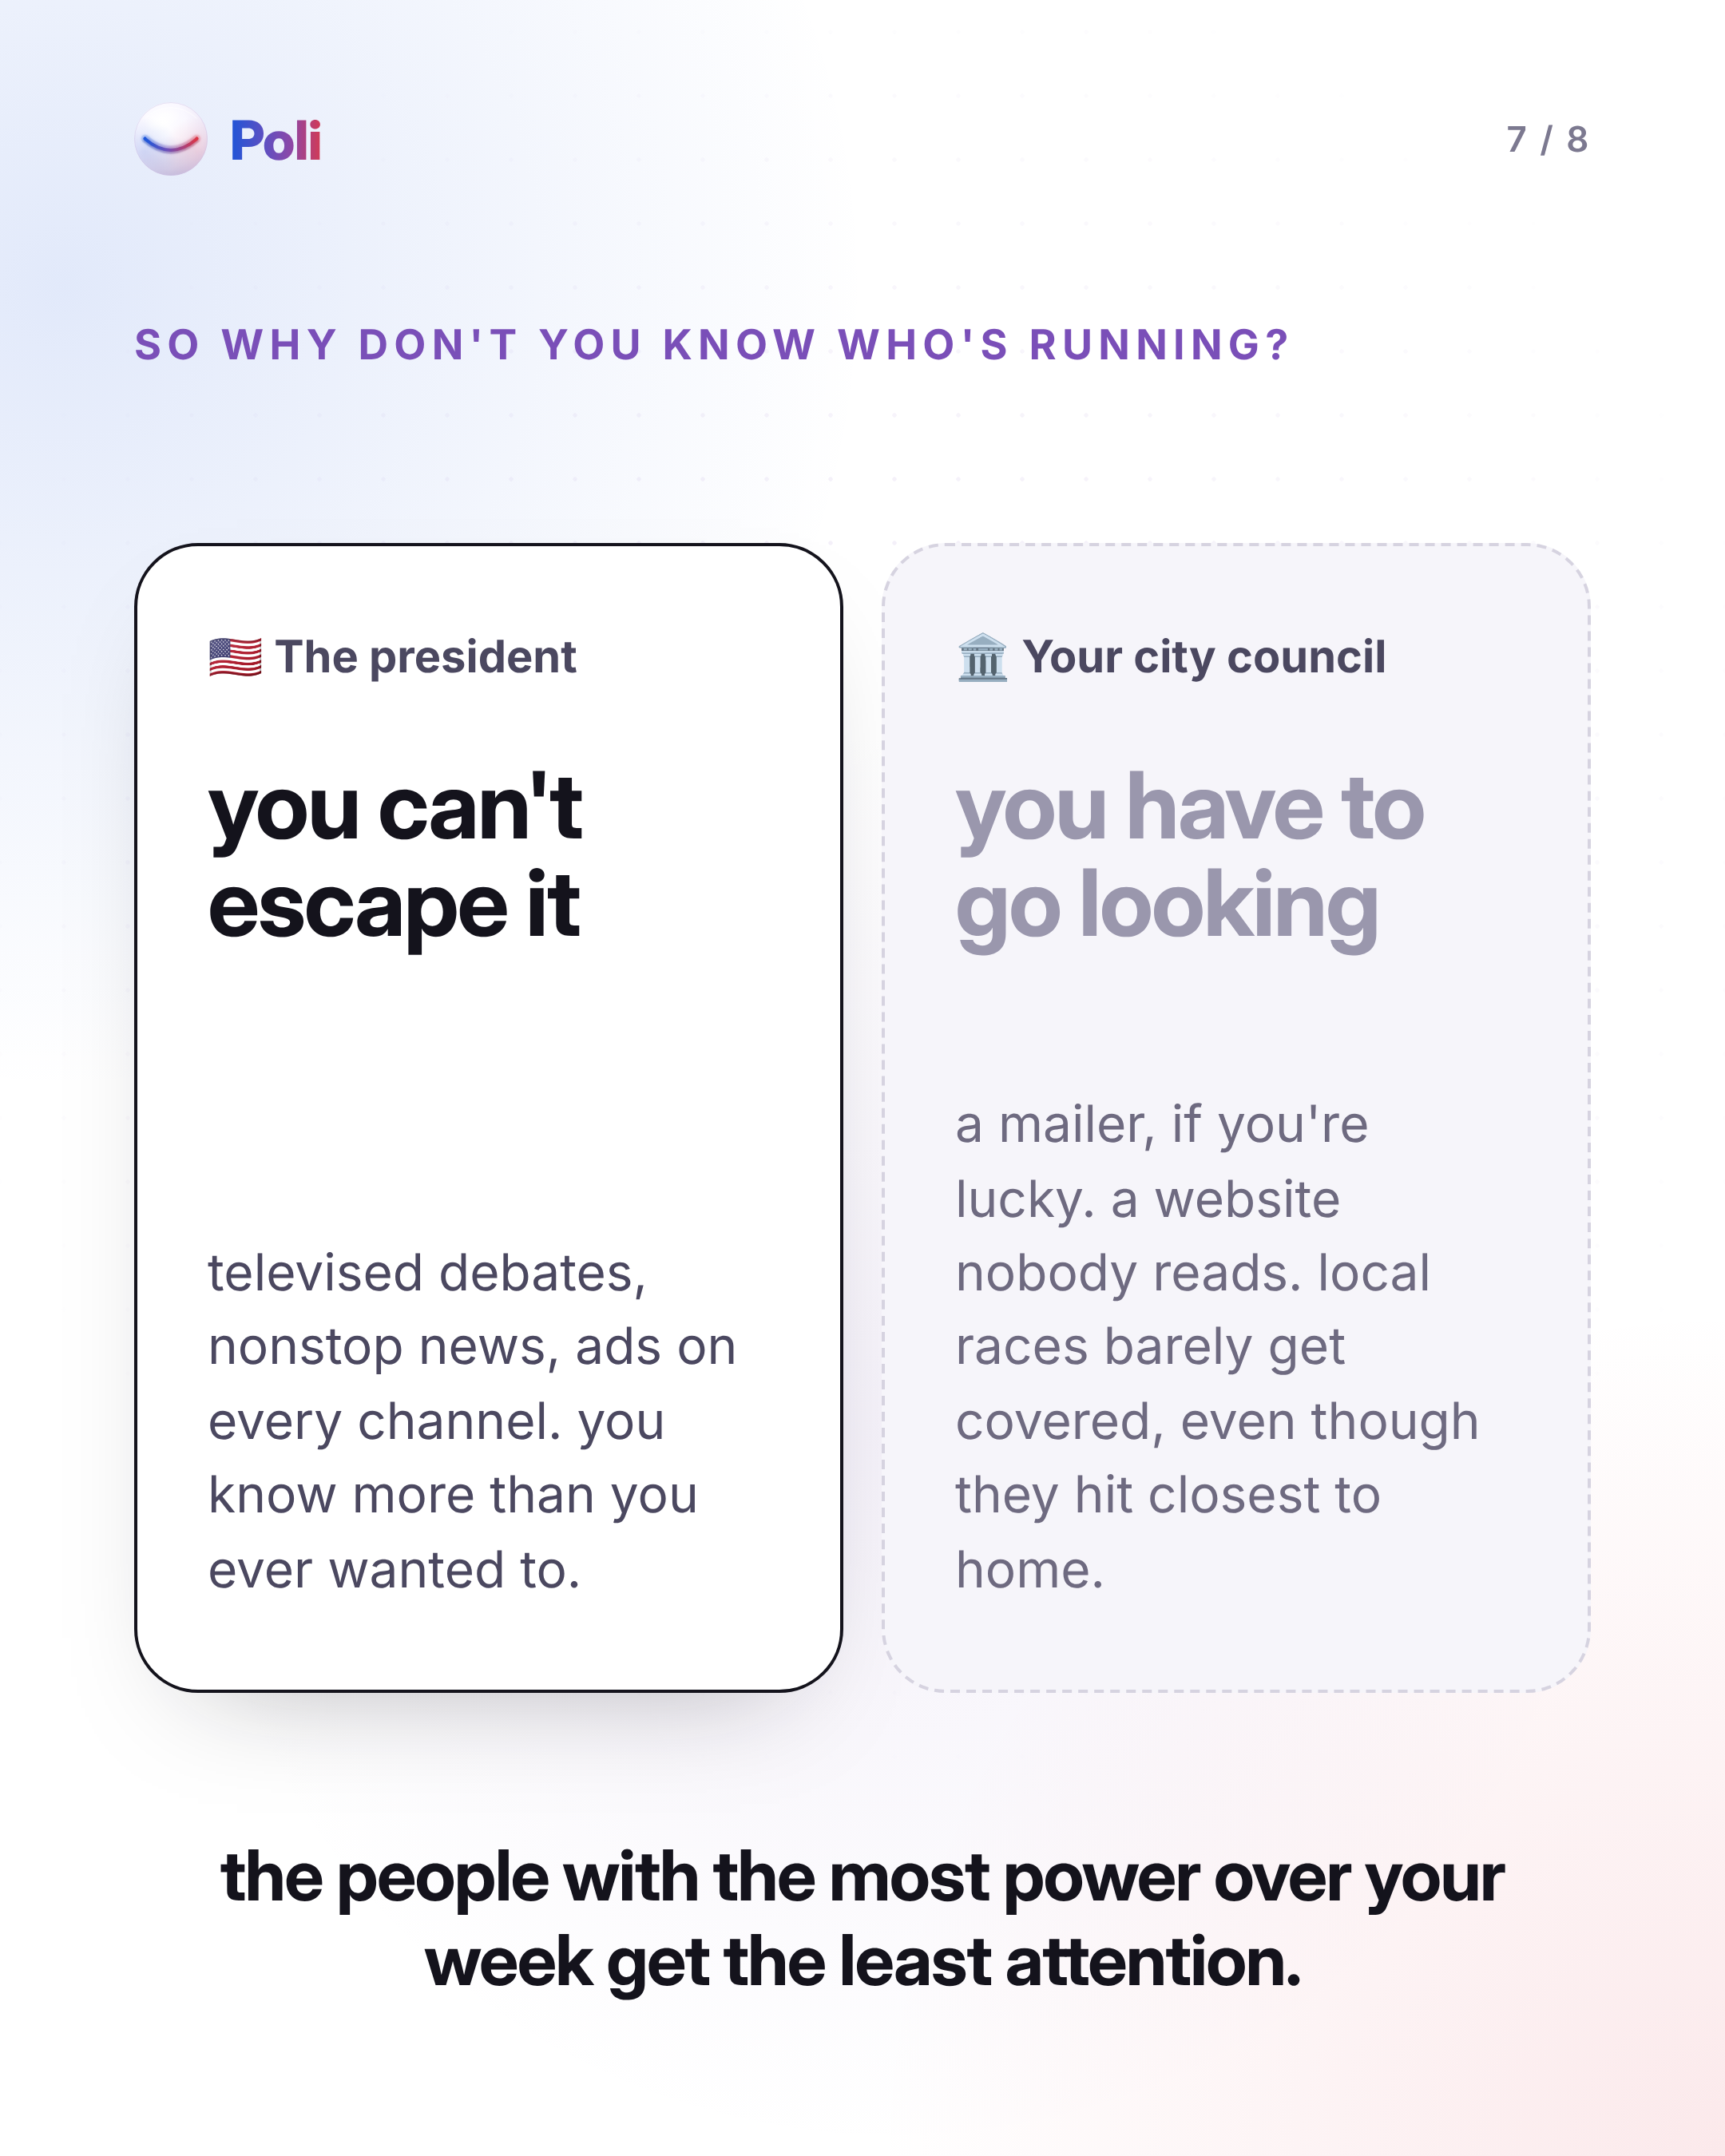 Poli
7 / 8
SO WHY DON'T YOU KNOW WHO'S RUNNING?
🇺🇸 The president
you can't
escape it
televised debates,
nonstop news, ads on
every channel. you
know more than you
ever wanted to.
🏛️ Your city council
you have to
go looking
a mailer, if you're
lucky. a website
nobody reads. local
races barely get
covered, even though
they hit closest to
home.
the people with the most power over your
week get the least attention.